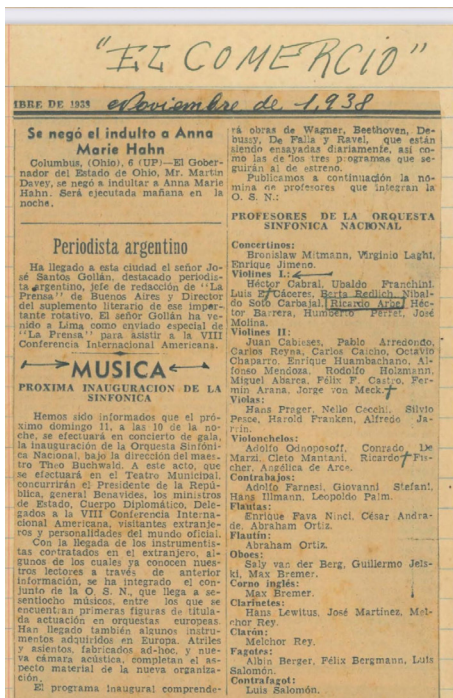 "EL COMERCIO"
IBRE DE 1938 Noviembre de 1,938
Se negó el indulto a Anna
Marie Hahn
Columbus, (Ohio), 6 (UP)—El Gober-
nador del Estado de Ohio, Mr. Martin
Davey, se negó a indultar a Anna Marie
Hahn. Será ejecutada mañana en la
noche.
Periodista argentino
Ha llegado a esta ciudad el señor Jo-
sé Santos Gollán, destacado periodis-
ta argentino, jefe de redacción de "La
Prensa" de Buenos Aires y Director
del suplemento literario de ese impor-
tante rotativo. El señor Gollán ha ve-
nido a Lima como enviado especial de
"La Prensa" para asistir a la VIII
Conferencia Internacional Americana.
MUSICA
PROXIMA INAUGURACION DE LA
SINFONICA
Hemos sido informados que el pró-
ximo domingo 11, a las 10 de la no-
che, se efectuará en concierto de gala,
la inauguración de la Orquesta Sinfóni-
ca Nacional, bajo la dirección del maes-
tro Theo Buchwald. A este acto, que
se efectuará en el Teatro Municipal,
concurrirán el Presidente de la Repú-
blica, general Benavides, los ministros
de Estado, Cuerpo Diplomático, Dele-
gados a la VIII Conferencia Interna-
cional Americana, visitantes extranje-
ros y personalidades del mundo oficial.
Con la llegada de los instrumentis-
tas contratados en el extranjero, al-
gunos de los cuales ya conocen nues-
tros lectores a través de anterior
información, se ha integrado el con-
junto de la O. S. N., que llega a se-
sentiocho músicos, entre los que se
encuentran primeras figuras de titula-
da actuación en orquestas europeas.
Han llegado también algunos instru-
mentos adquiridos en Europa. Atriles
y asientos, fabricados ad-hoc, y nue-
va cámara acústica, completan el as-
pecto material de la nueva organiza-
ción.
El programa inaugural comprende-
rá obras de Wagner, Beethoven, De-
bussy, De Falla y Ravel, que están
siendo ensayadas diariamente, así co-
mo las de los tres programas que se-
guirán al de estreno.
Publicamos a continuación la nó-
mina de profesores que integran la
O. S. N.:
PROFESORES DE LA ORQUESTA
SINFONICA NACIONAL
Concertinos:
Bronislaw Mitmann, Virginio Laghi,
Enrique Jimeno.
Violines I.:
Héctor Cabral, Ubaldo Franchini,
Luis E. Cáceres, Berta Redlich, Nibal-
do Soto Carbajal, Ricardo Arbe, Héc-
tor Barrera, Humberto Perret, José
Molina.
Violines II:
Juan Cabieses, Pablo Arredondo,
Carlos Reyna, Carlos Caicho, Octavio
Chaparro, Enrique Huambachano, Al-
fonso Mendoza, Rodolfo Holzmann,
Miguel Abarca, Félix F. Castro, Fer-
mín Arana, Jorge von Meck.
Violas:
Hans Prager, Nello Cecchi, Silvio
Pesce, Harold Franken, Alfredo Ja-
rrín.
Violonchelos:
Adolfo Odnoposoff, Conrado De
Marzi, Cleto Mantani, Ricardo Fis-
cher, Angélica de Arce.
Contrabajos:
Adolfo Farnesi, Giovanni Stefani,
Hans Illmann, Leopoldo Palm.
Flautas:
Enrique Fava Ninci, César Andra-
de, Abraham Ortiz.
Flautín:
Abraham Ortiz.
Oboes:
Saly van der Berg, Guillermo Jels-
ki, Max Bremer.
Corno inglés:
Max Bremer.
Clarinetes:
Hans Lewitus, José Martínez, Mel-
chor Rey.
Clarón:
Melchor Rey.
Fagotes:
Albin Berger, Félix Bergmann, Luis
Salomón.
Contrafagot:
Luis Salomón.